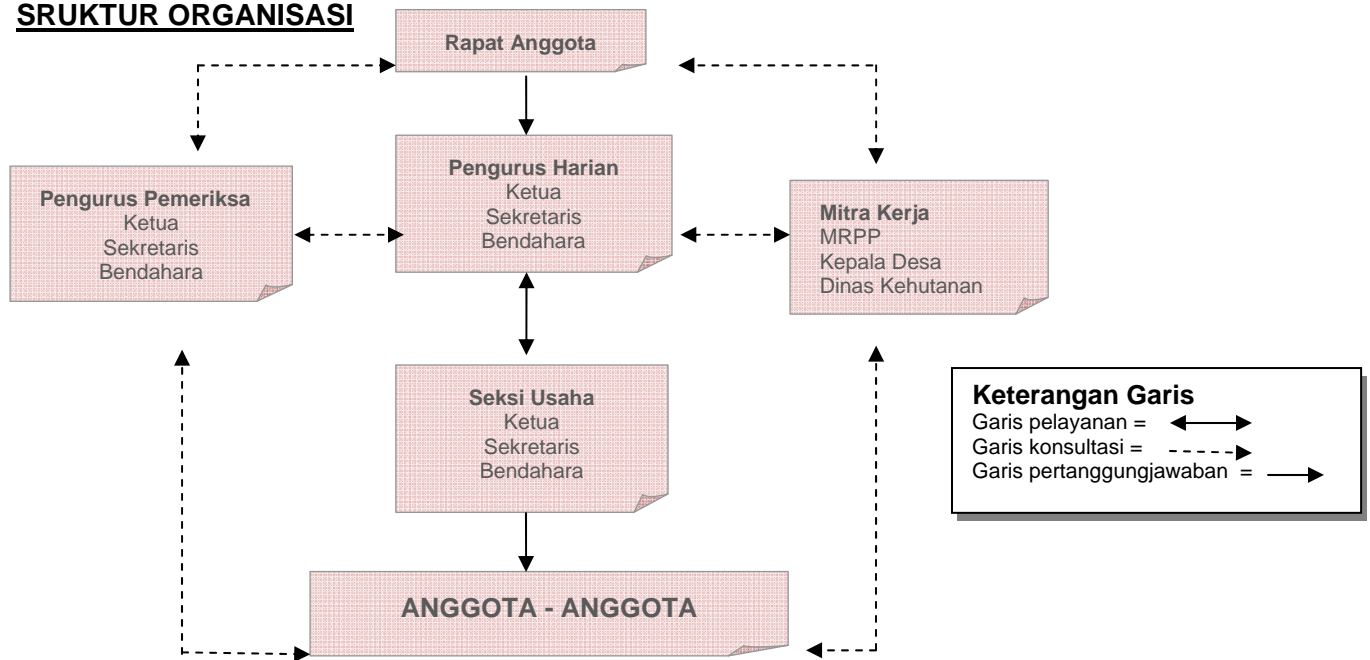 SRUKTUR ORGANISASI
Rapat Anggota
Pengurus Pemeriksa
Ketua
Sekretaris
Bendahara
Pengurus Harian
Ketua
Sekretaris
Bendahara
Mitra Kerja
MRPP
Kepala Desa
Dinas Kehutanan
Seksi Usaha
Ketua
Sekretaris
Bendahara
Keterangan Garis
Garis pelayanan =
Garis konsultasi =
Garis pertanggungjawaban =
ANGGOTA - ANGGOTA